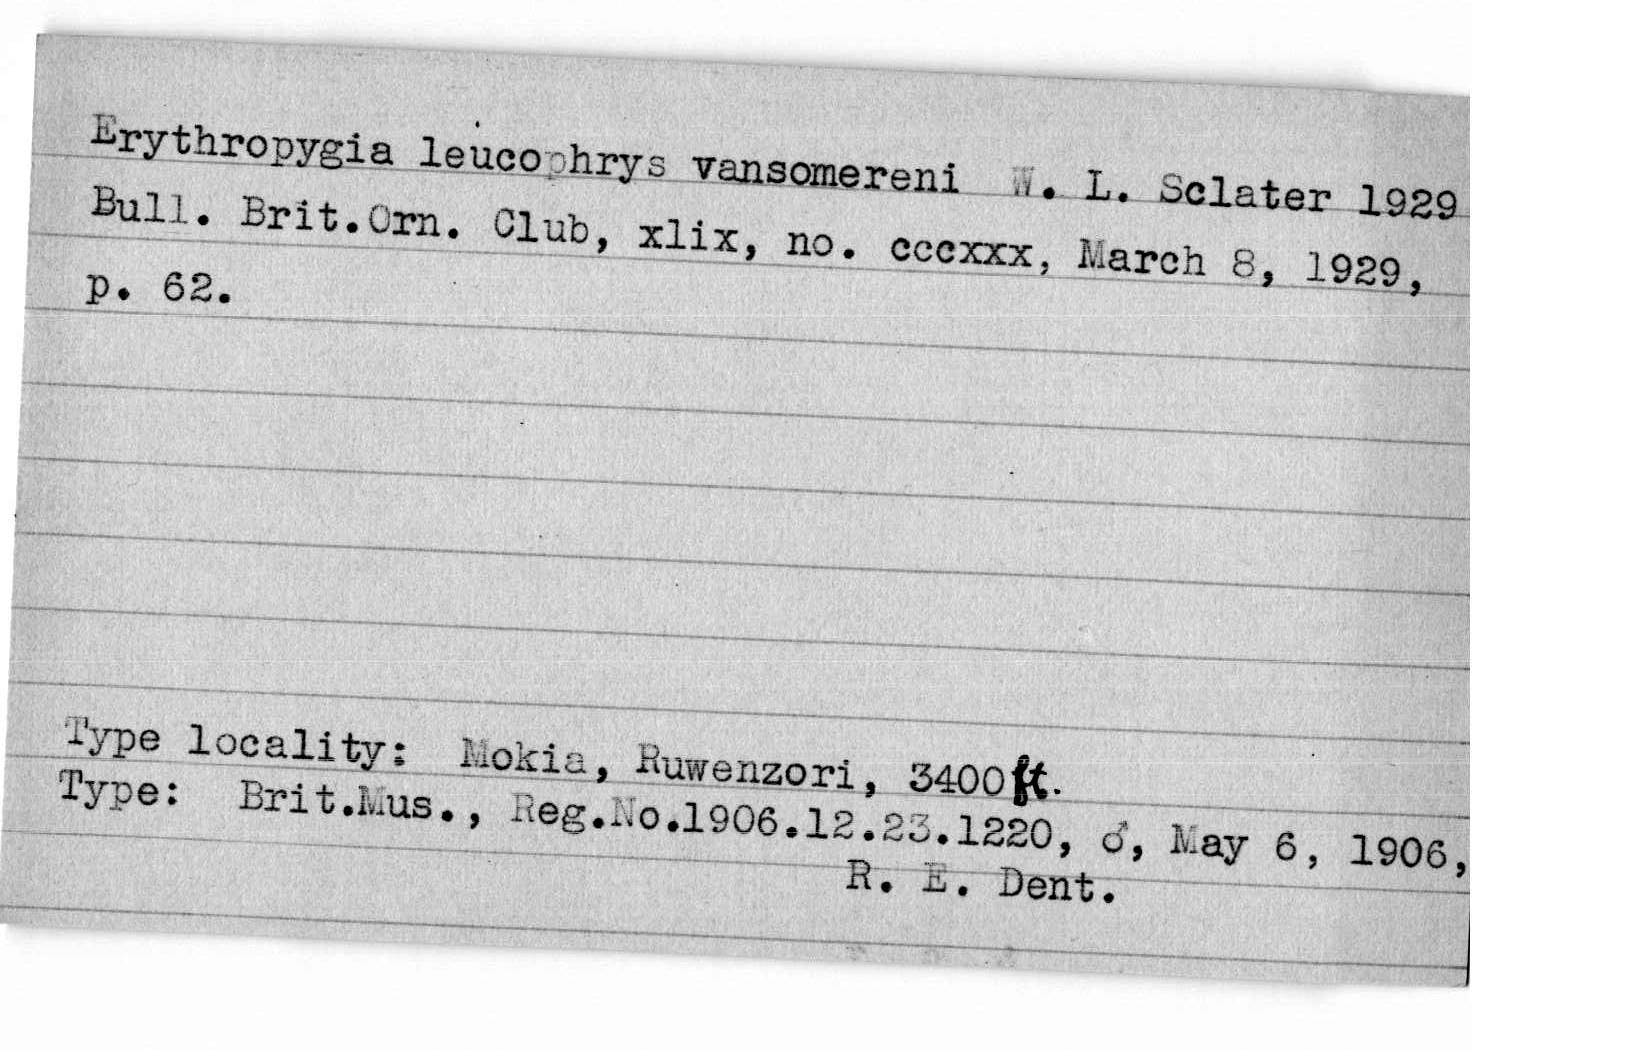 Erythropygia leucophrys vansomereni W. L. Sclater 1929
Bull. Brit.Orn. Club, xlix, no. cccxxx, March 8, 1929,
p. 62.
Type locality: Mokia, Ruwenzori, 3400 ft.
Type: Brit.Mus., Reg.No.1906.12.23.1220, ♂, May 6, 1906,
R. E. Dent.